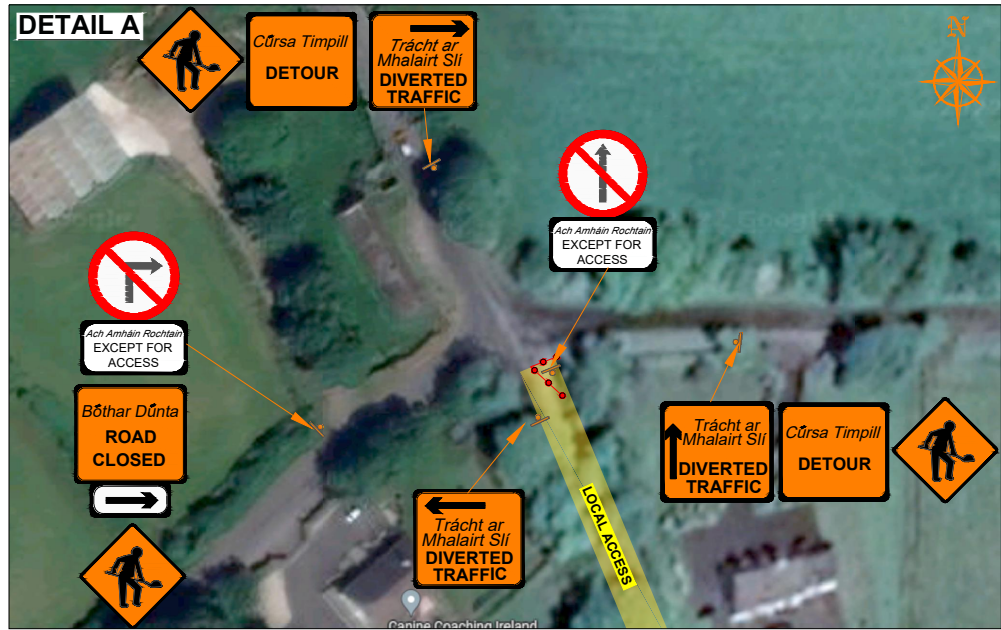 DETAIL A
Cúrsa Timpill
DETOUR
Trácht ar
Mhalairt Slí
DIVERTED
TRAFFIC
N
Ach Amháin Rochtain
EXCEPT FOR
ACCESS
Ach Amháin Rochtain
EXCEPT FOR
ACCESS
Bóthar Dúnta
ROAD
CLOSED
Trácht ar
Mhalairt Slí
DIVERTED
TRAFFIC
LOCAL ACCESS
Trácht ar
Mhalairt Slí
DIVERTED
TRAFFIC
Cúrsa Timpill
DETOUR
Canine Coaching Ireland